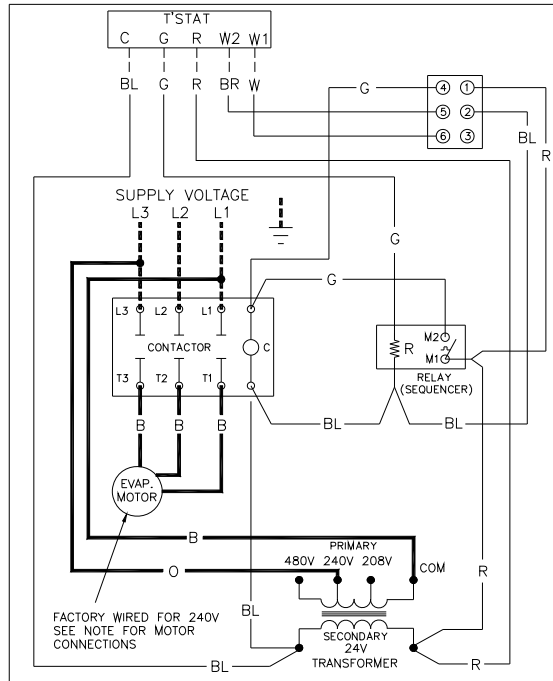 T'STAT
C G R W2 W1
BL G R BR W
G
4 1
5 2
6 3
BL
R
SUPPLY VOLTAGE
L3 L2 L1
G
G
L3 L2 L1
CONTACTOR
C
T3 T2 T1
R
M2
M1
RELAY
(SEQUENCER)
B B B
BL
BL
EVAP.
MOTOR
B
PRIMARY
480V 240V 208V
COM
O
R
FACTORY WIRED FOR 240V
SEE NOTE FOR MOTOR
CONNECTIONS
BL
SECONDARY
24V
TRANSFORMER
BL
R